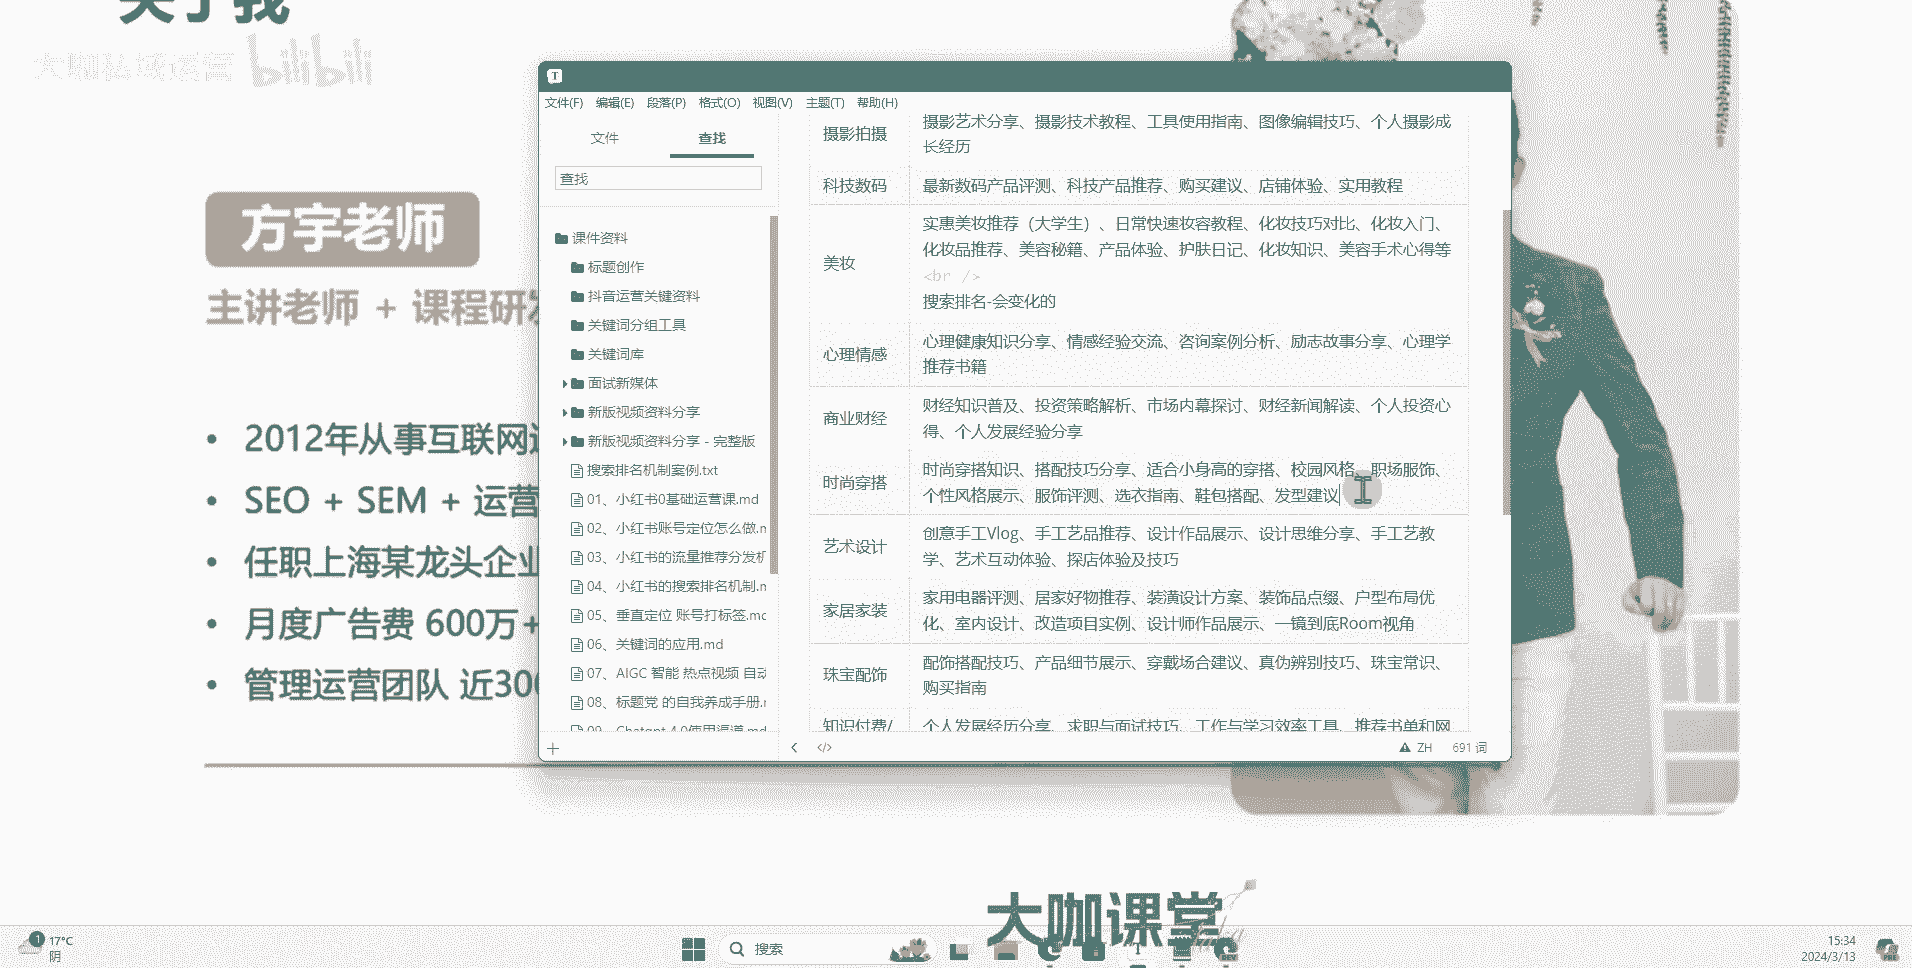 关于我
大咖私域运营 bilibili
方宇老师
主讲老师 + 课程研发
2012年从事互联网
SEO + SEM + 运营
任职上海某龙头企业
月度广告费 600万+
管理运营团队 近300
文件(F) 编辑(E) 段落(P) 格式(O) 视图(V) 主题(T) 帮助(H)
文件 查找
查找
课件资料
标题创作
抖音运营关键资料
关键词分组工具
关键词库
面试新媒体
新版视频资料分享
新版视频资料分享 - 完整版
搜索排名机制案例.txt
01、小红书0基础运营课.md
02、小红书账号定位怎么做.m
03、小红书的流量推荐分发机
04、小红书的搜索排名机制.m
05、垂直定位 账号打标签.mc
06、关键词的应用.md
07、AIGC 智能 热点视频 自动
08、标题党 的自我养成手册.r
09、Chatgpt 4.0使用渠道.md
摄影拍摄
摄影艺术分享、摄影技术教程、工具使用指南、图像编辑技巧、个人摄影成
长经历
科技数码
最新数码产品评测、科技产品推荐、购买建议、店铺体验、实用教程
美妆
实惠美妆推荐（大学生）、日常快速妆容教程、化妆技巧对比、化妆入门、
化妆品推荐、美容秘籍、产品体验、护肤日记、化妆知识、美容手术心得等
<br />
搜索排名-会变化的
心理情感
心理健康知识分享、情感经验交流、咨询案例分析、励志故事分享、心理学
推荐书籍
商业财经
财经知识普及、投资策略解析、市场内幕探讨、财经新闻解读、个人投资心
得、个人发展经验分享
时尚穿搭
时尚穿搭知识、搭配技巧分享、适合小身高的穿搭、校园风格、职场服饰、
个性风格展示、服饰评测、选衣指南、鞋包搭配、发型建议
艺术设计
创意手工Vlog、手工艺品推荐、设计作品展示、设计思维分享、手工艺教
学、艺术互动体验、探店体验及技巧
家居家装
家用电器评测、居家好物推荐、装潢设计方案、装饰品点缀、户型布局优
化、室内设计、改造项目实例、设计师作品展示、一镜到底Room视角
珠宝配饰
配饰搭配技巧、产品细节展示、穿戴场合建议、真伪辨别技巧、珠宝常识、
购买指南
知识付费/
个人发展经历分享、求职与面试技巧、工作与学习效率工具、推荐书单和网
ZH 691 词
大咖课堂
1 17°C
阴
搜索
15:34
2024/3/13